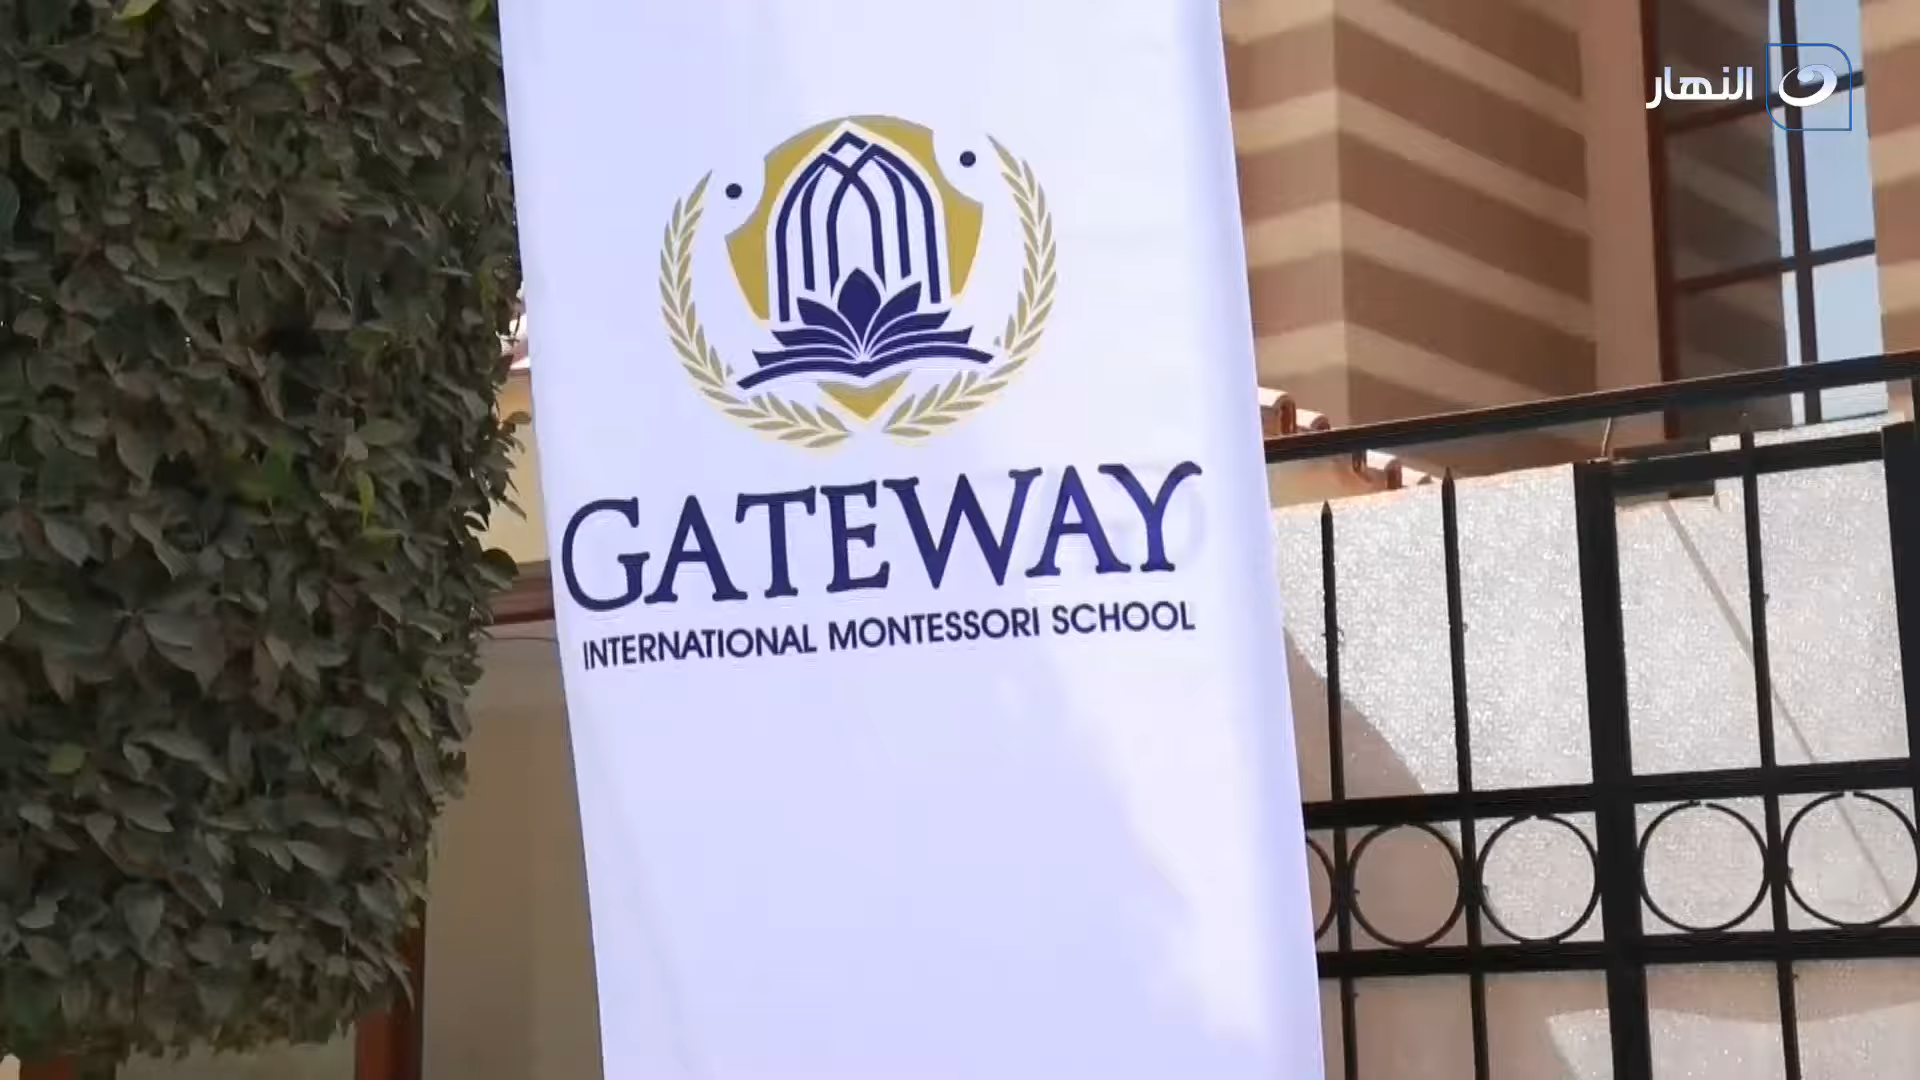 النهار
GATEWAY
INTERNATIONAL MONTESSORI SCHOOL